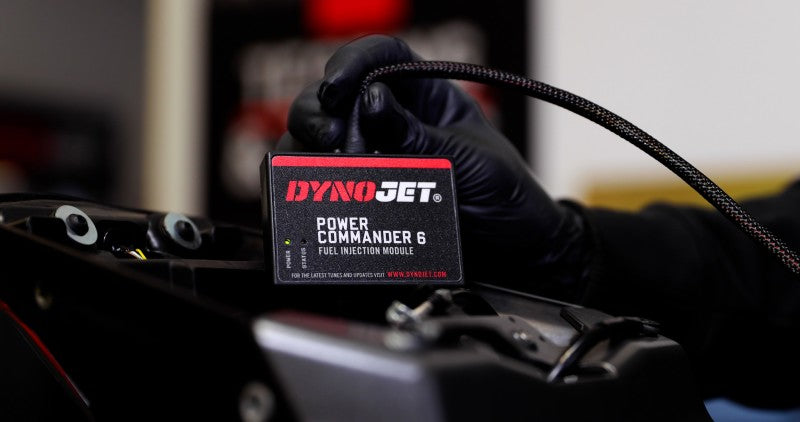 DYNOJET®
POWER
COMMANDER 6
FUEL INJECTION MODULE
POWER
STATUS
FOR THE LATEST TUNES AND UPDATES VISIT WWW.DYNOJET.COM